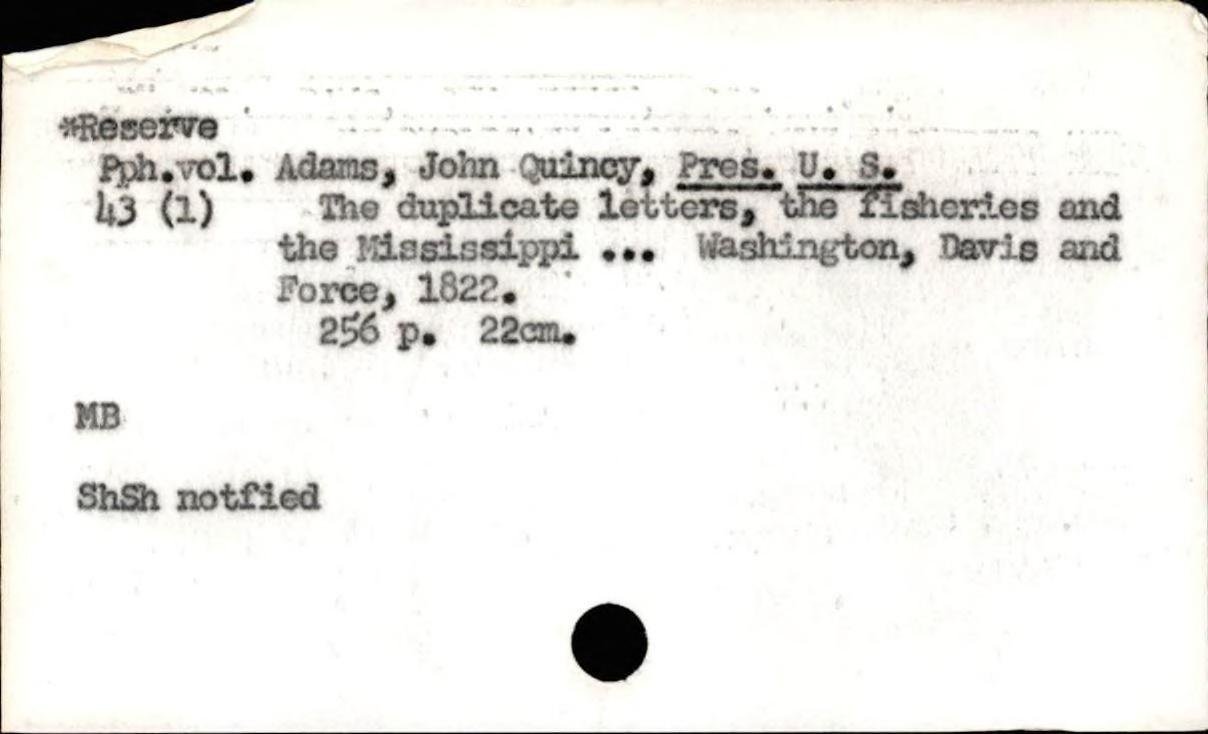 *Reserve
Pph.vol. Adams, John Quincy, Pres. U. S.
43 (1) The duplicate letters, the fisheries and
the Mississippi ... Washington, Davis and
Force, 1822.
256 p. 22cm.
MB
ShSh notfied